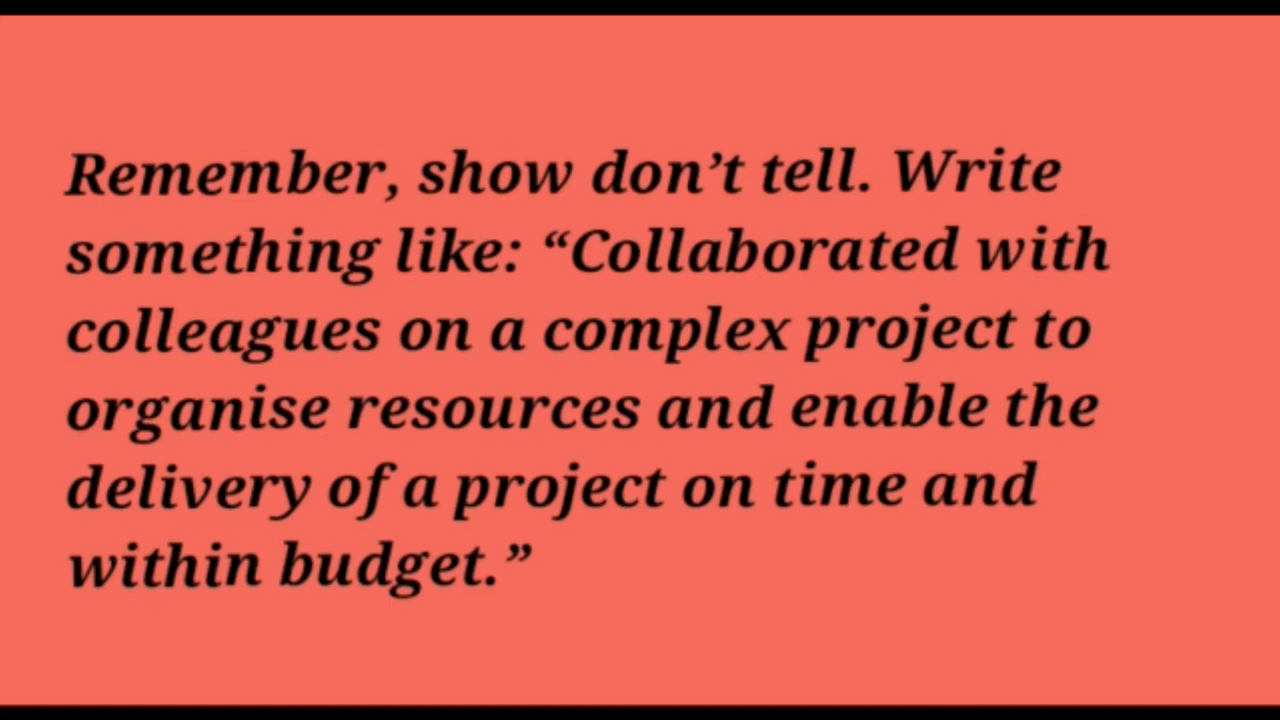 Remember, show don’t tell. Write
something like: “Collaborated with
colleagues on a complex project to
organise resources and enable the
delivery of a project on time and
within budget.”